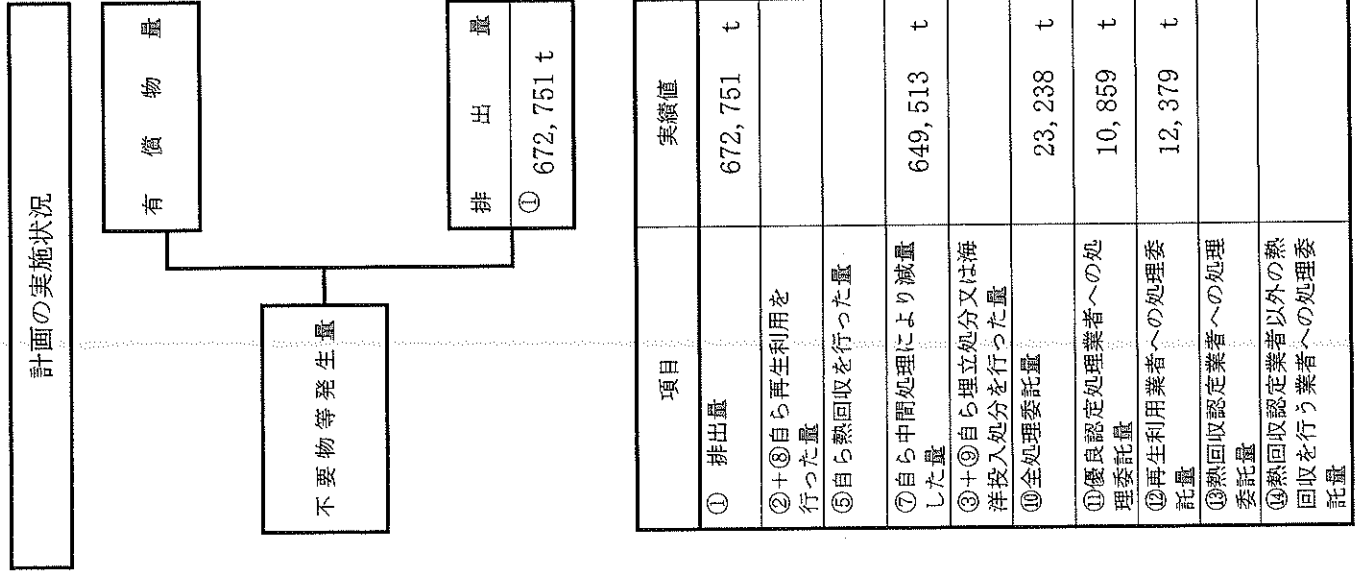 計画の実施状況
有償物量
不要物等発生量
排出量
① 672,751 t
項目 実績値
① 排出量 672,751 t
②+⑧自ら再生利用を
行った量
⑤自ら熱回収を行った量
⑦自ら中間処理により減量
した量 649,513 t
③+⑨自ら埋立処分又は海
洋投入処分を行った量
⑩全処理委託量 23,238 t
⑪優良認定処理業者への処
理委託量 10,859 t
⑫再生利用業者への処理委
託量 12,379 t
⑬熱回収認定業者への処理
委託量
⑭熱回収認定業者以外の熱
回収を行う業者への処理委
託量